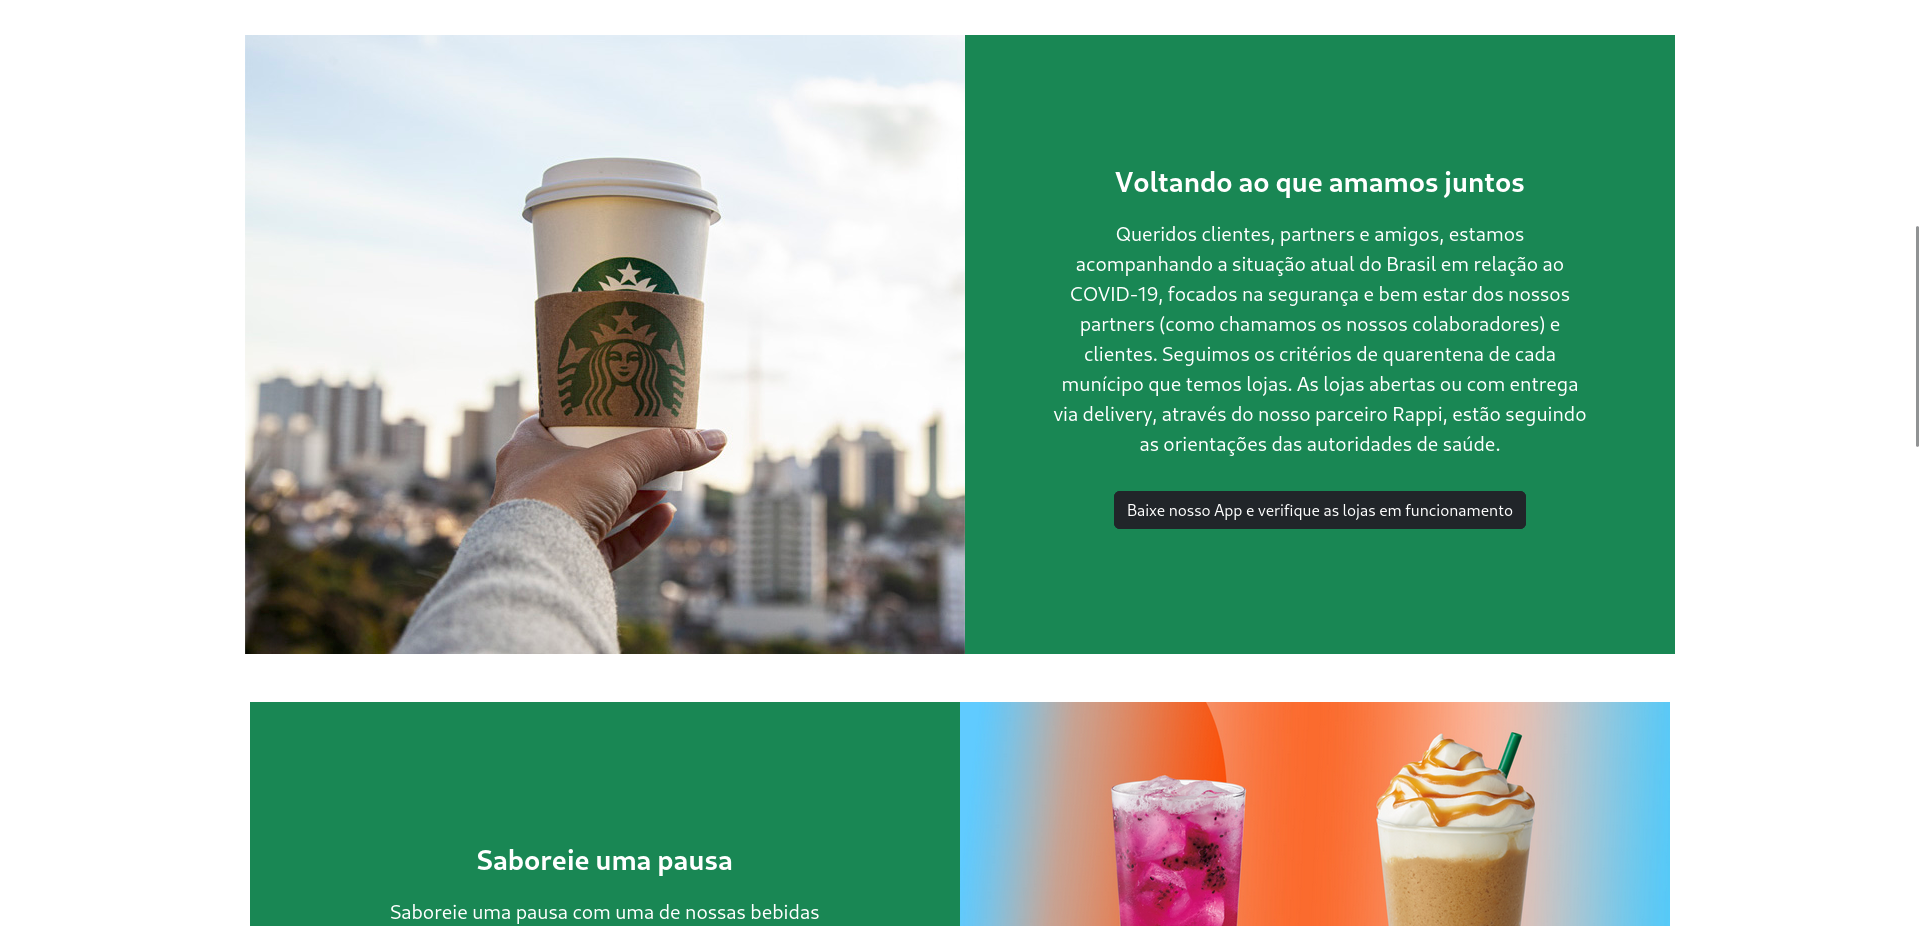 Voltando ao que amamos juntos
Queridos clientes, partners e amigos, estamos
acompanhando a situação atual do Brasil em relação ao
COVID-19, focados na segurança e bem estar dos nossos
partners (como chamamos os nossos colaboradores) e
clientes. Seguimos os critérios de quarentena de cada
munícipo que temos lojas. As lojas abertas ou com entrega
via delivery, através do nosso parceiro Rappi, estão seguindo
as orientações das autoridades de saúde.
Baixe nosso App e verifique as lojas em funcionamento
Saboreie uma pausa
Saboreie uma pausa com uma de nossas bebidas